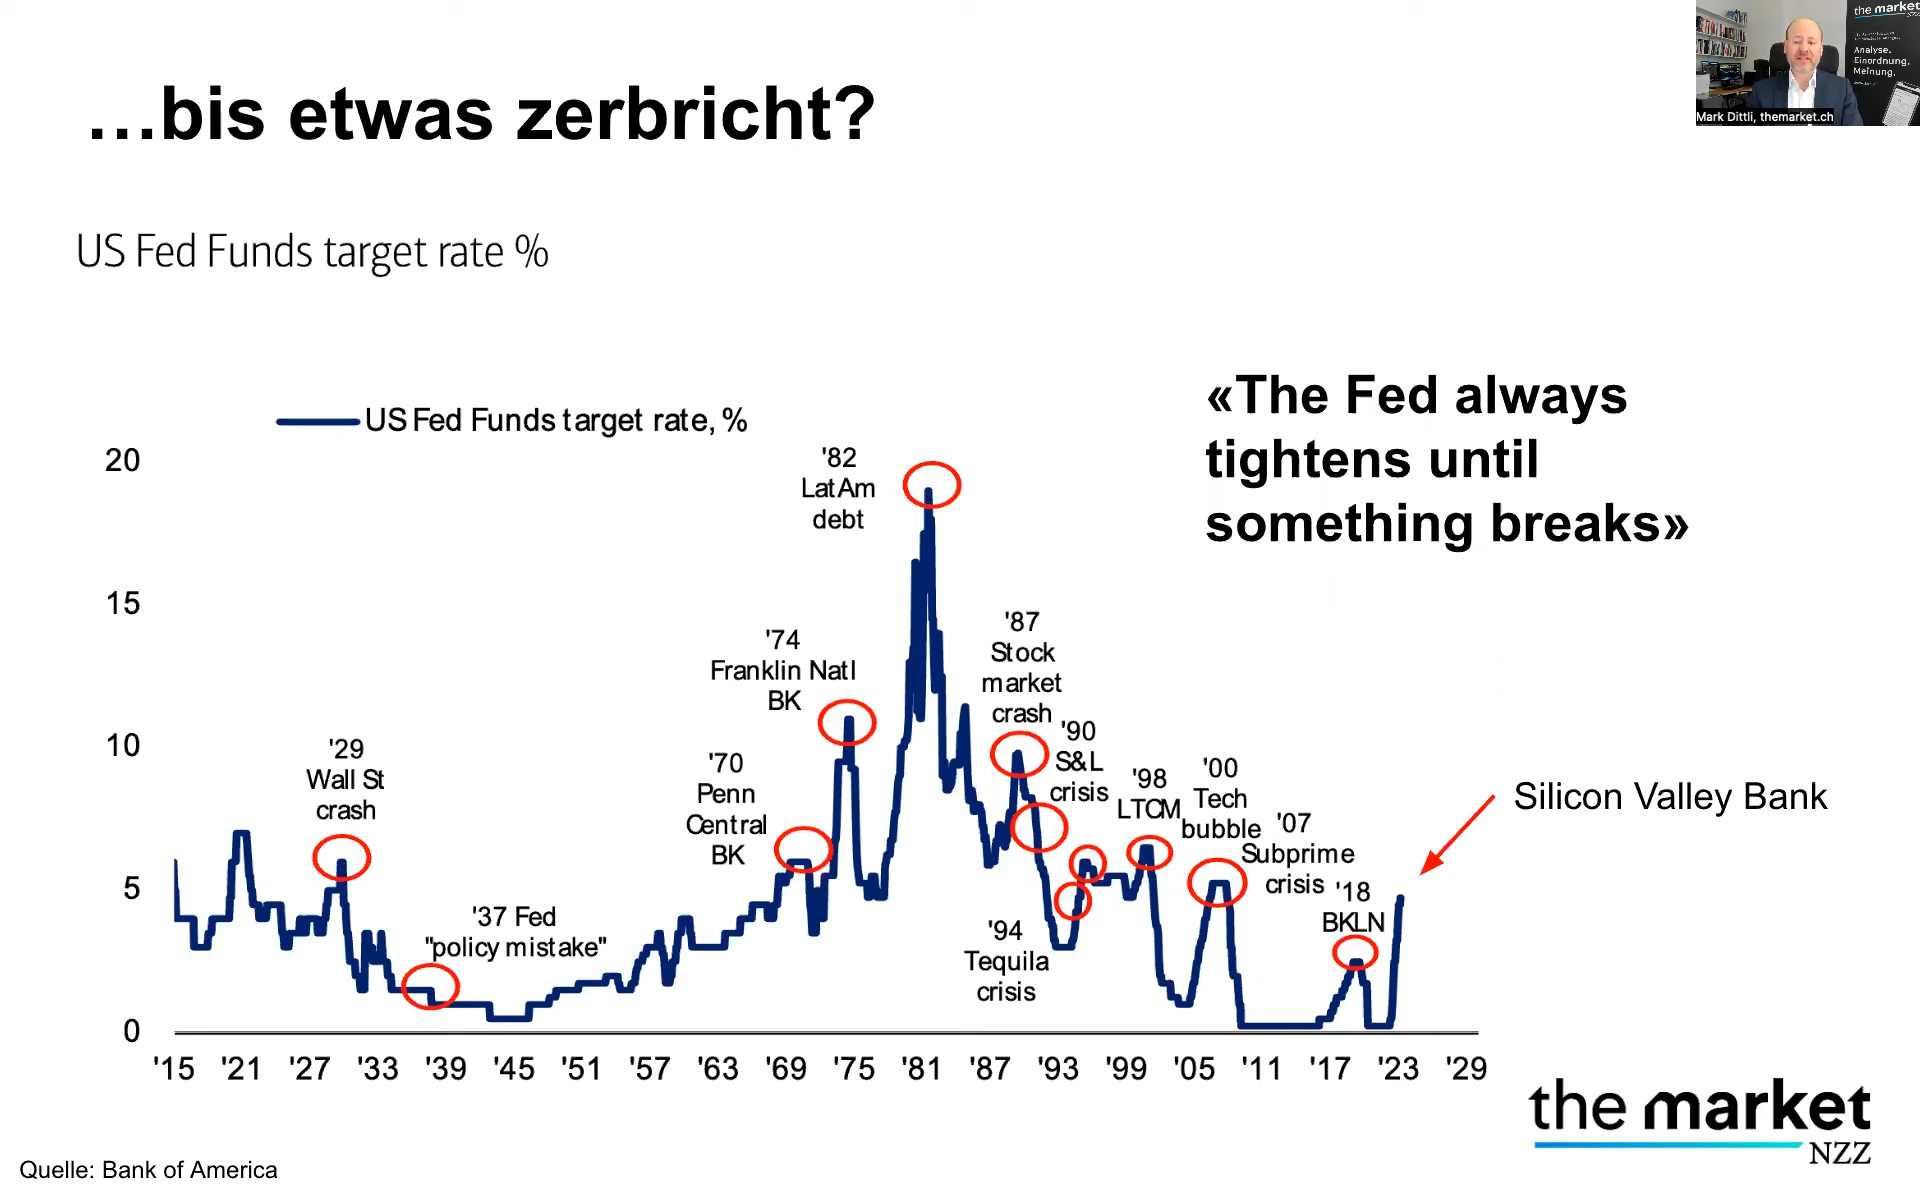 …bis etwas zerbricht?
the market
NZZ
Analyse.
Einordnung.
Meinung.
Mark Dittli, themarket.ch
US Fed Funds target rate %
«The Fed always
tightens until
something breaks»
US Fed Funds target rate, %
20
15
10
5
0
'82
LatAm
debt
'74
Franklin Natl
BK
'87
Stock
market
crash
'90
S&L
crisis
'29
Wall St
crash
'70
Penn
Central
BK
'98
LTCM
'00
Tech
bubble
'07
Subprime
crisis
'18
BKLN
Silicon Valley Bank
'37 Fed
"policy mistake"
'94
Tequila
crisis
'15 '21 '27 '33 '39 '45 '51 '57 '63 '69 '75 '81 '87 '93 '99 '05 '11 '17 '23 '29
the market
NZZ
Quelle: Bank of America